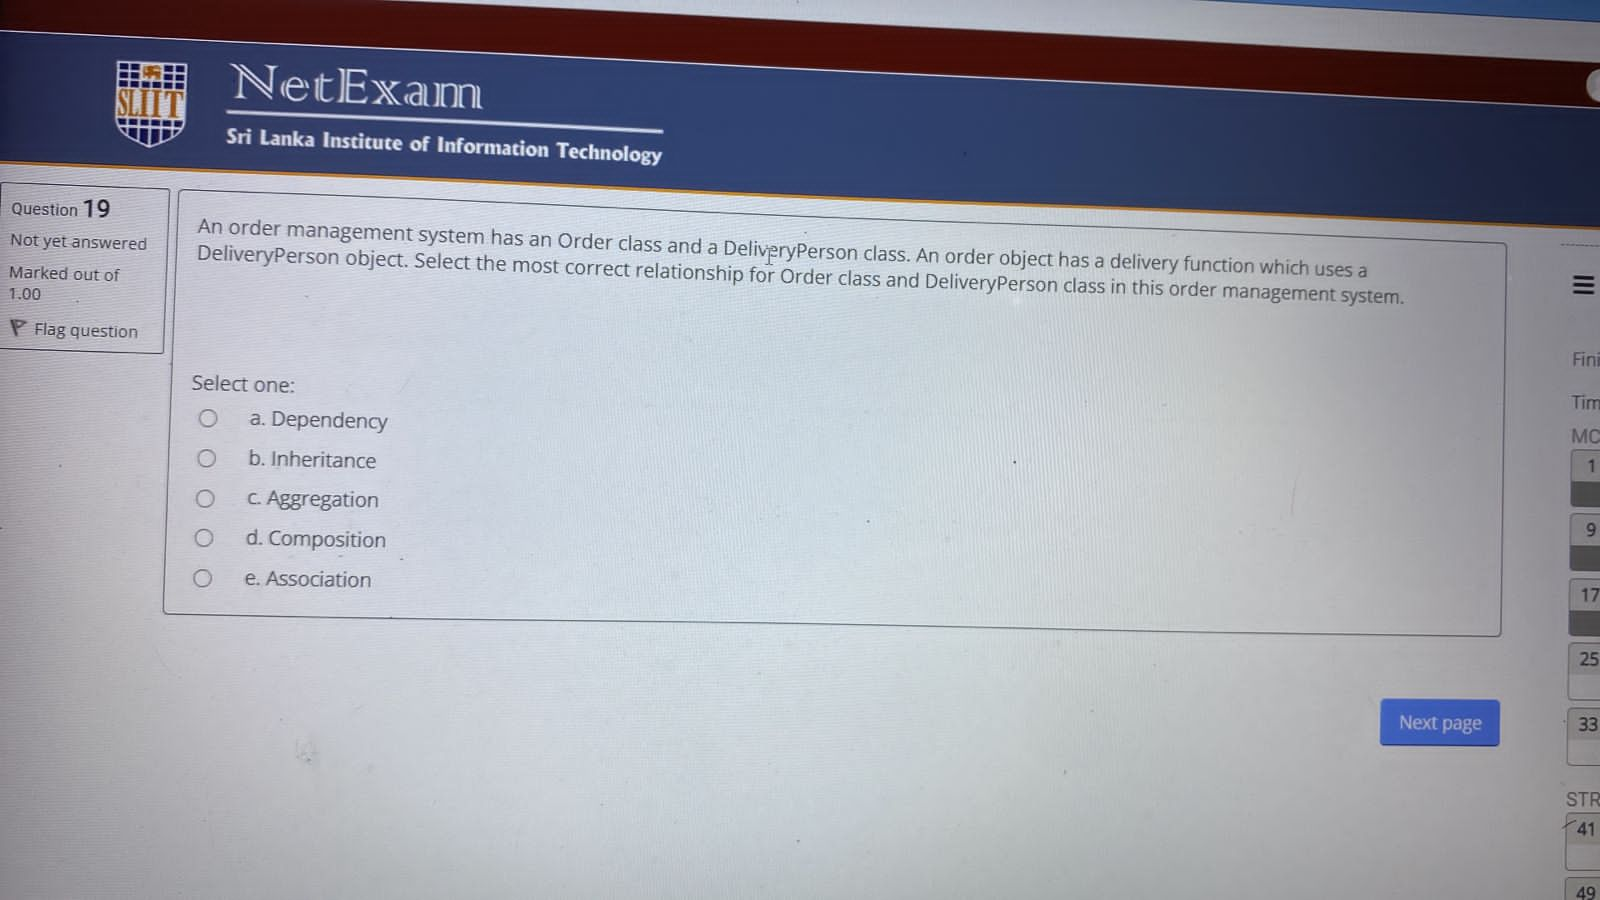 SLIIT
NetExam
Sri Lanka Institute of Information Technology
Question 19
Not yet answered
Marked out of
1.00
Flag question
An order management system has an Order class and a DeliveryPerson class. An order object has a delivery function which uses a
DeliveryPerson object. Select the most correct relationship for Order class and DeliveryPerson class in this order management system.
Select one:
a. Dependency
b. Inheritance
c. Aggregation
d. Composition
e. Association
Next page
Fini
Tim
MC
1
9
17
25
33
STR
41
49